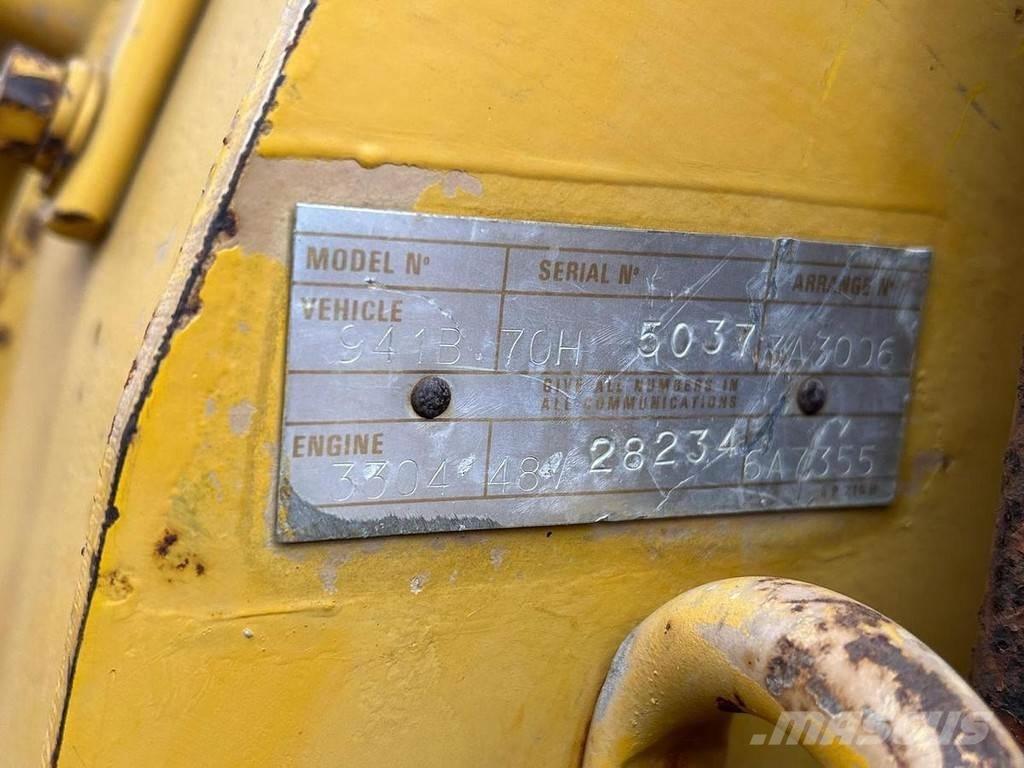 MODEL Nº SERIAL Nº ARRANGE Nº
VEHICLE
941B 70H 5037 3A3006
GIVE ALL NUMBERS IN
ALL COMMUNICATIONS
ENGINE
3304 48V 28234 6A7355
MASCUS